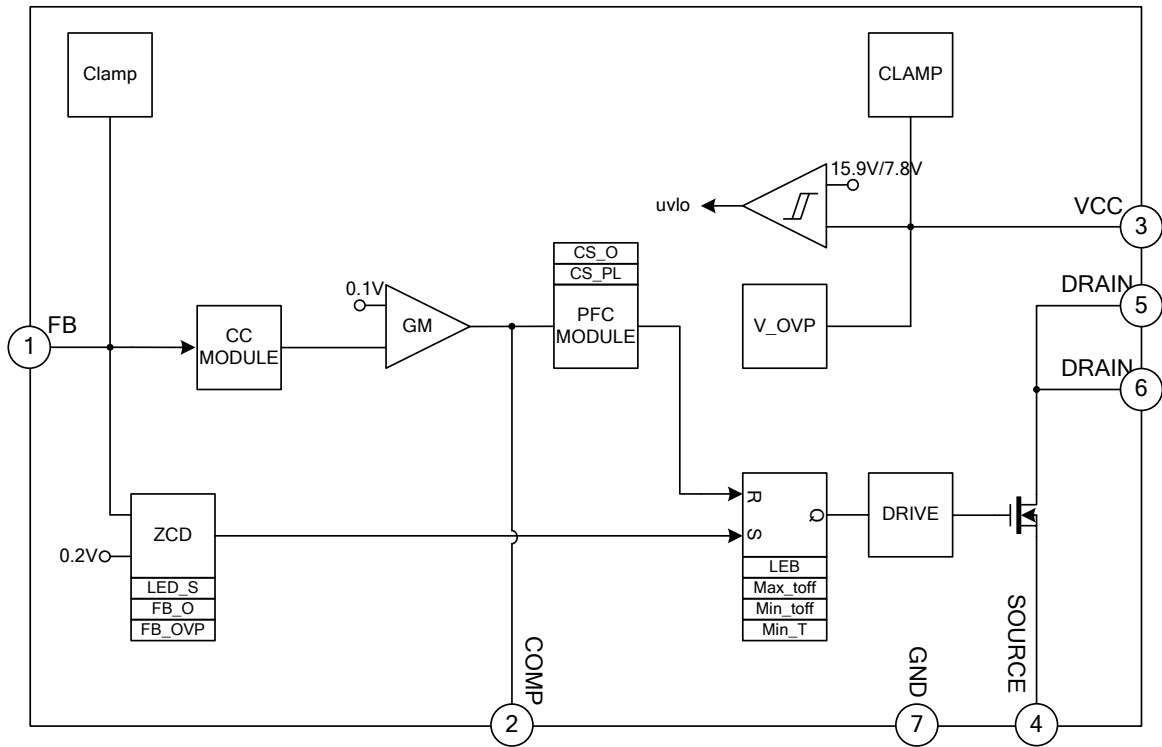 Clamp
CLAMP
15.9V/7.8V
uvlo
VCC
3
CS_O
CS_PL
PFC
MODULE
DRAIN
5
0.1V
GM
V_OVP
FB
1
CC
MODULE
DRAIN
6
ZCD
0.2V
LED_S
FB_O
FB_OVP
R
S
Q
LEB
Max_toff
Min_toff
Min_T
DRIVE
COMP
2
GND
7
SOURCE
4